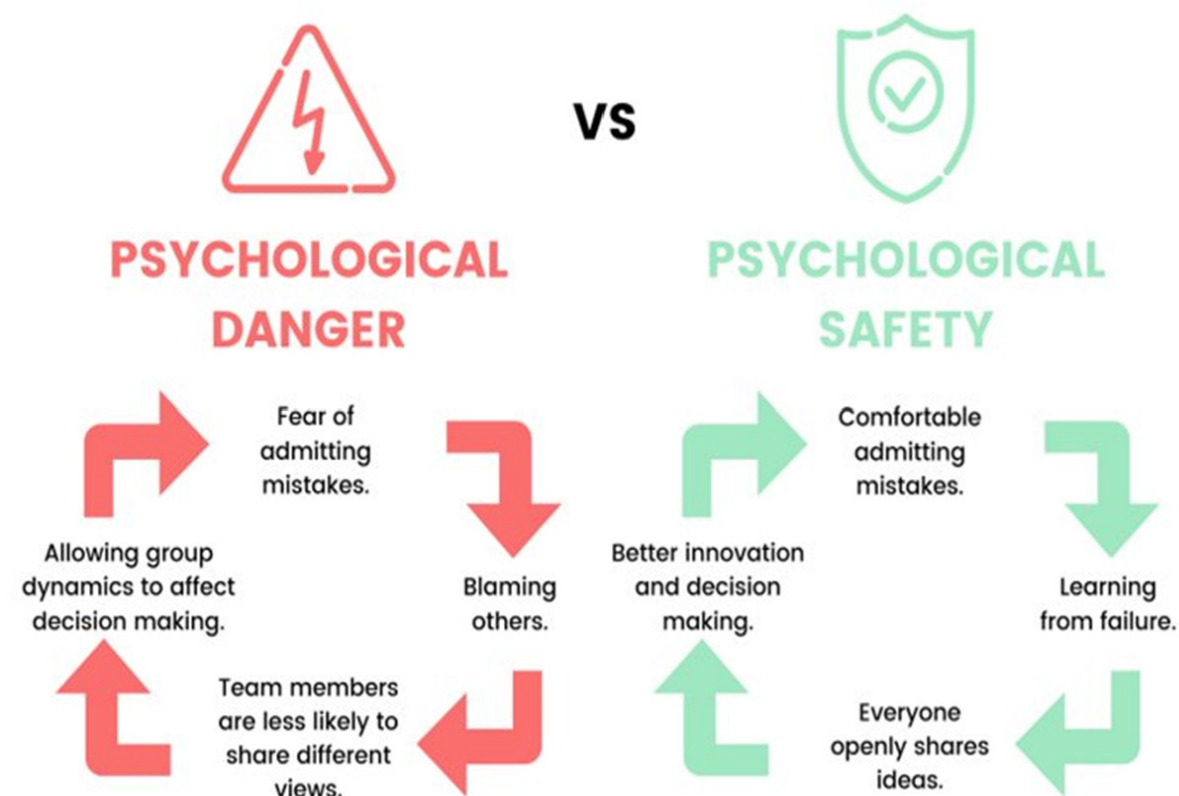 VS
PSYCHOLOGICAL
DANGER
Fear of
admitting
mistakes.
Blaming
others.
Team members
are less likely to
share different
views.
Allowing group
dynamics to affect
decision making.
PSYCHOLOGICAL
SAFETY
Comfortable
admitting
mistakes.
Learning
from failure.
Everyone
openly shares
ideas.
Better innovation
and decision
making.